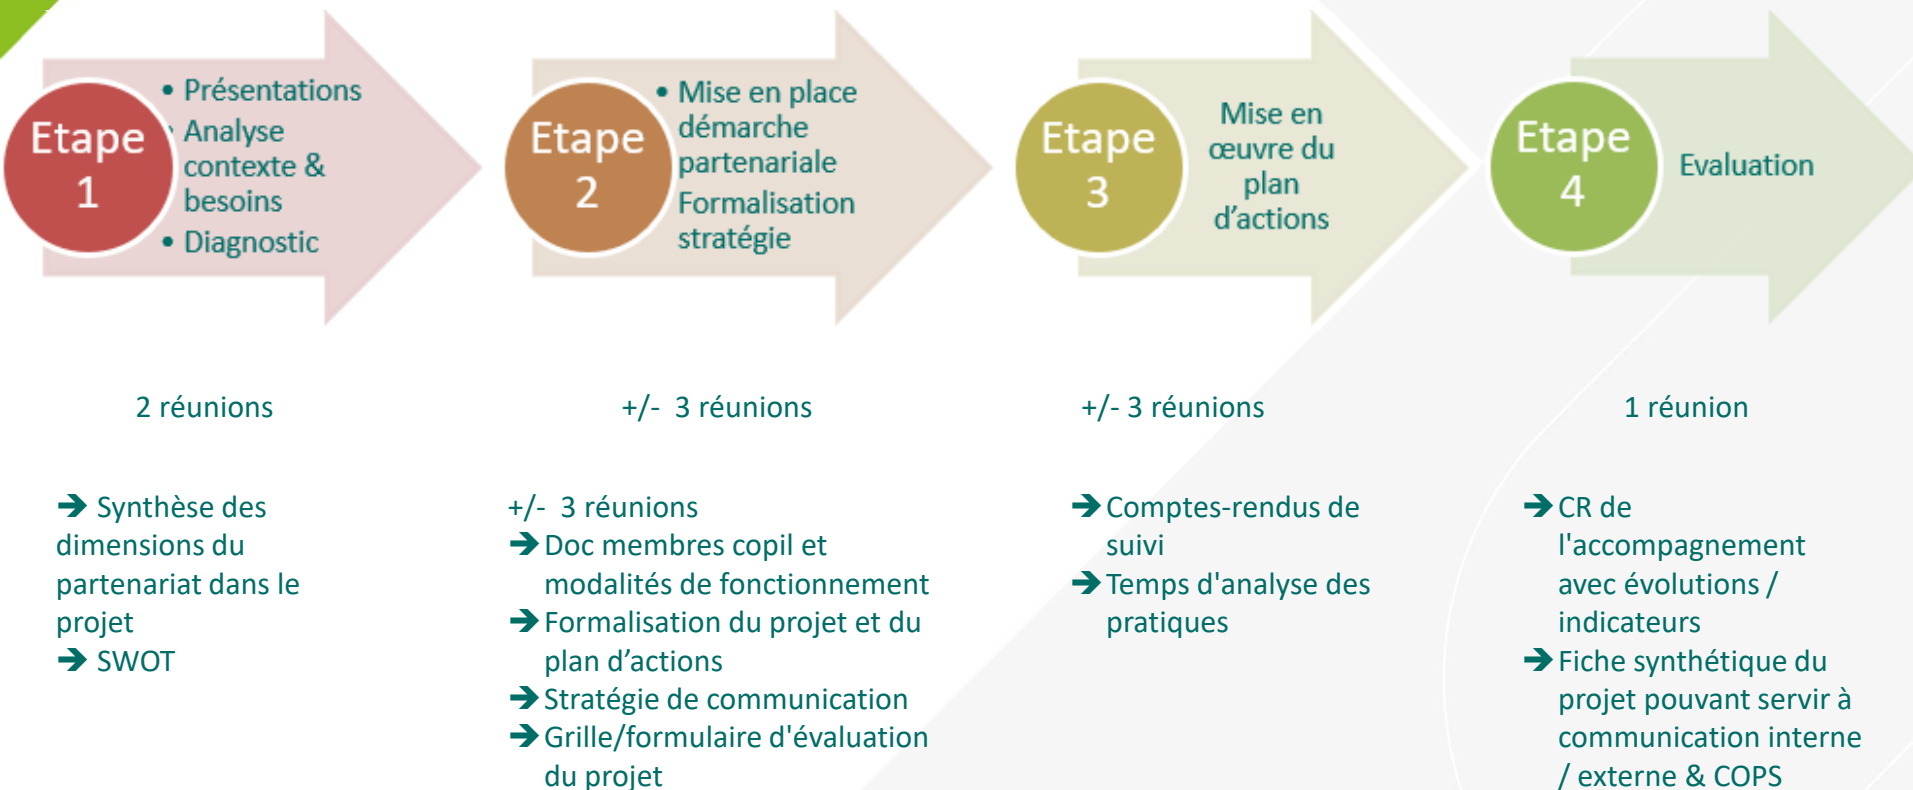 Etape
1
• Présentations
• Analyse
contexte &
besoins
• Diagnostic
Etape
2
• Mise en place
démarche
partenariale
Formalisation
stratégie
Etape
3
Mise en
œuvre du
plan
d'actions
Etape
4
Evaluation
2 réunions
+/-  3 réunions
+/- 3 réunions
1 réunion
➔ Synthèse des
dimensions du
partenariat dans le
projet
➔ SWOT
+/-  3 réunions
➔ Doc membres copil et
modalités de fonctionnement
➔ Formalisation du projet et du
plan d’actions
➔ Stratégie de communication
➔ Grille/formulaire d'évaluation
du projet
➔ Comptes-rendus de
suivi
➔ Temps d'analyse des
pratiques
➔ CR de
l'accompagnement
avec évolutions /
indicateurs
➔ Fiche synthétique du
projet pouvant servir à
communication interne
/ externe & COPS